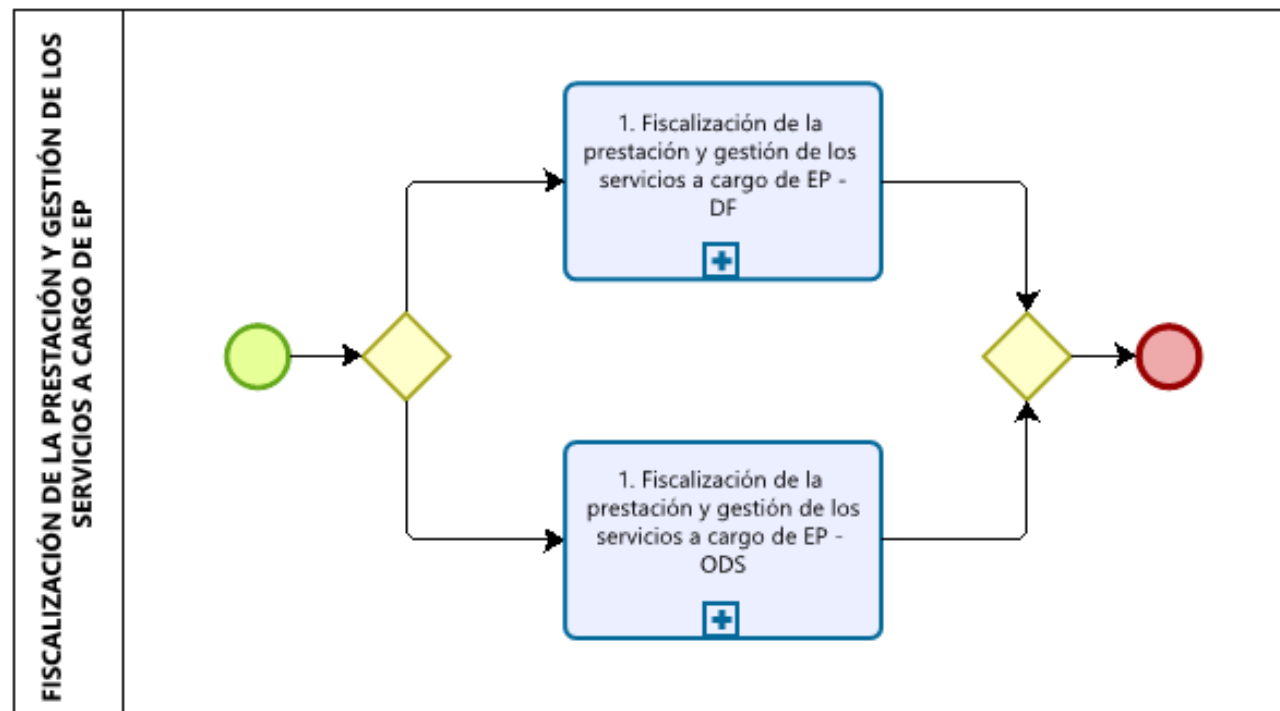 FISCALIZACIÓN DE LA PRESTACIÓN Y GESTIÓN DE LOS
SERVICIOS A CARGO DE EP
1. Fiscalización de la
prestación y gestión de los
servicios a cargo de EP -
DF
1. Fiscalización de la
prestación y gestión de los
servicios a cargo de EP -
ODS